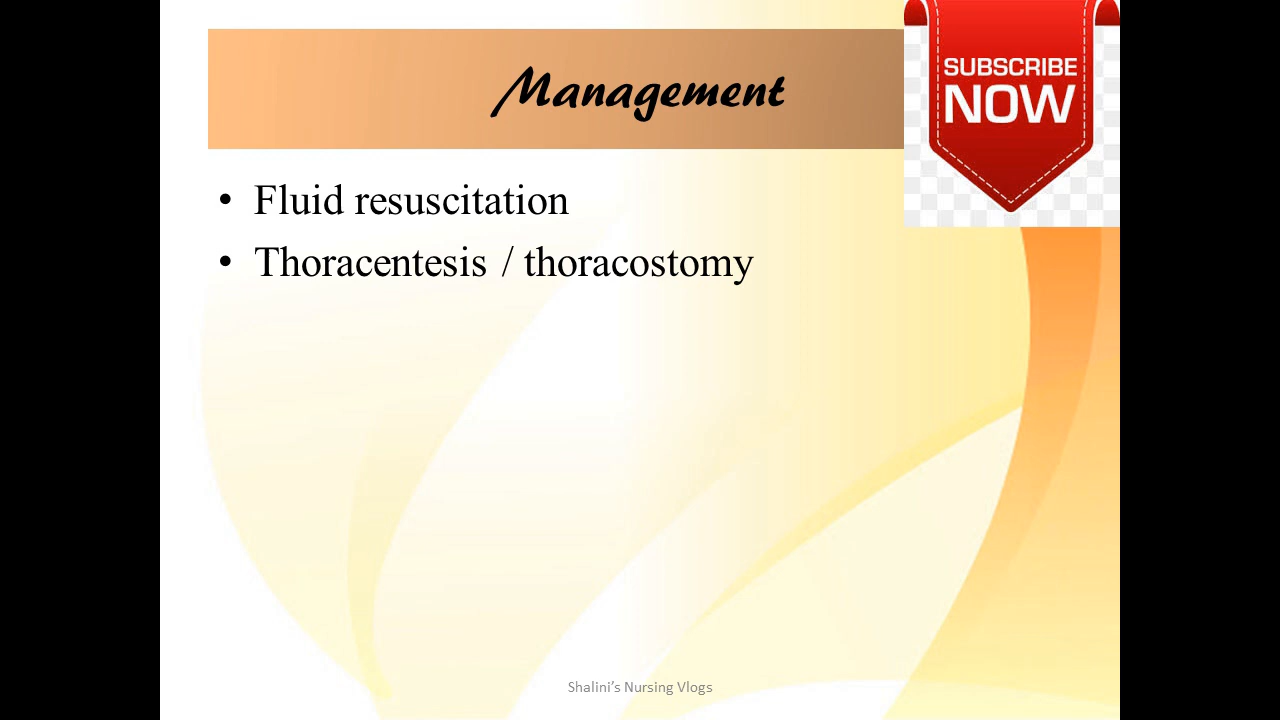 Management
SUBSCRIBE
NOW
• Fluid resuscitation
• Thoracentesis / thoracostomy
Shalini’s Nursing Vlogs